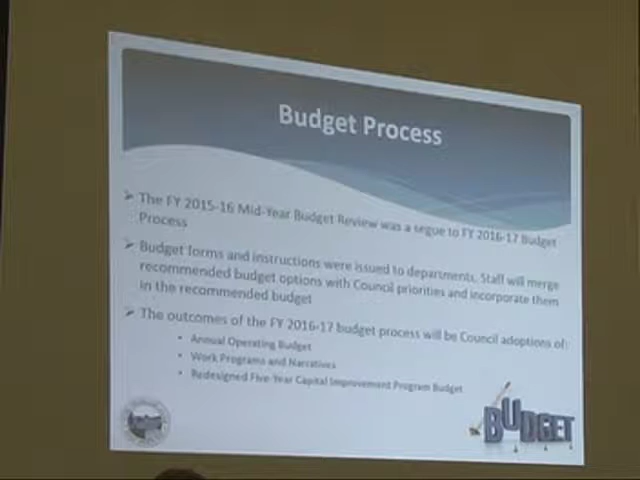 Budget Process
The FY 2015-16 Mid-Year Budget Review was a segue to FY 2016-17 Budget
Process
Budget forms and instructions were issued to departments. Staff will merge
recommended budget options with Council priorities and incorporate them
in the recommended budget
The outcomes of the FY 2016-17 budget process will be Council adoptions of:
Annual Operating Budget
Work Programs and Narratives
Redesigned Five-Year Capital Improvement Program Budget
BUDGET